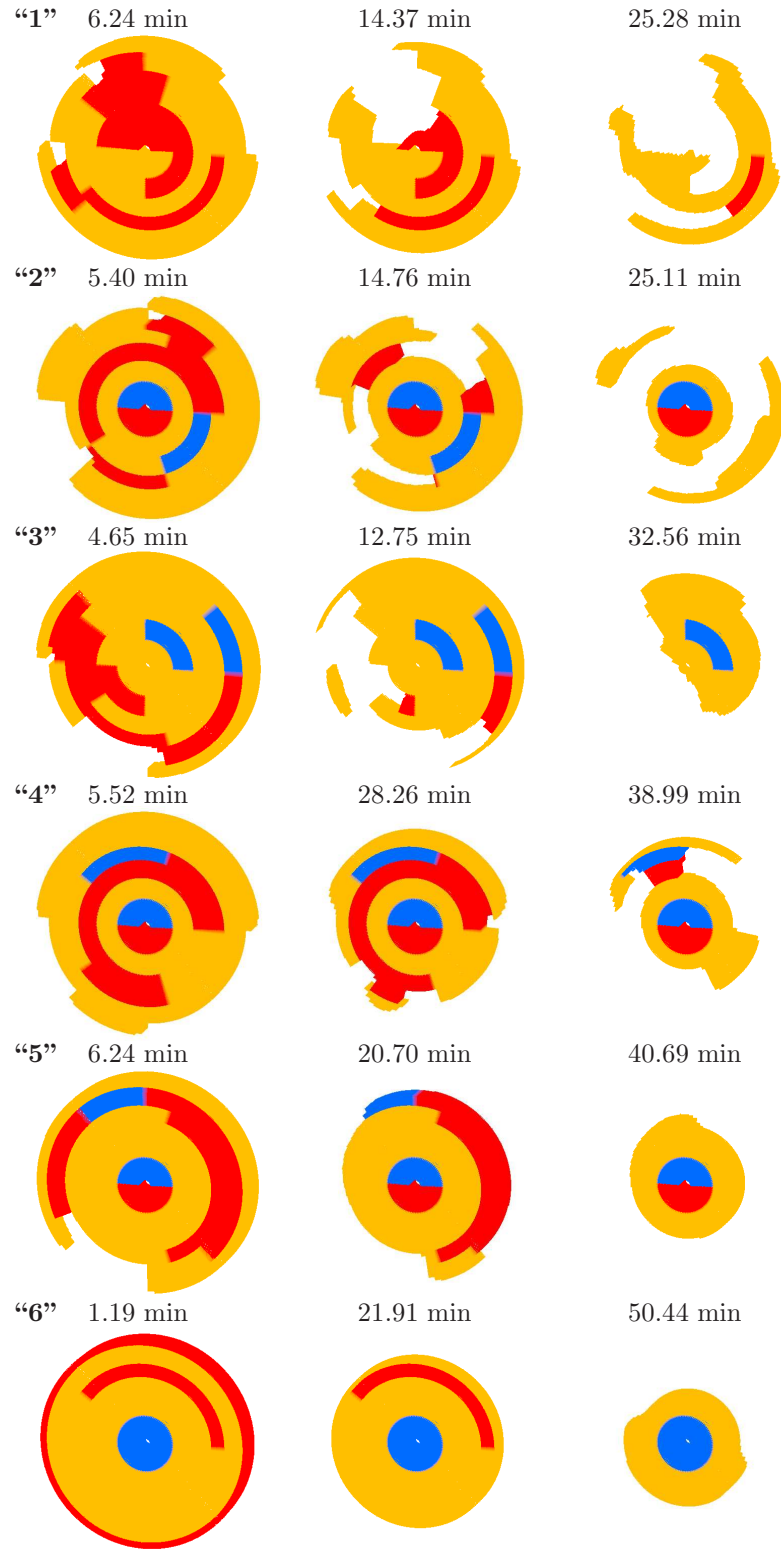 “1” 6.24 min 14.37 min 25.28 min
“2” 5.40 min 14.76 min 25.11 min
“3” 4.65 min 12.75 min 32.56 min
“4” 5.52 min 28.26 min 38.99 min
“5” 6.24 min 20.70 min 40.69 min
“6” 1.19 min 21.91 min 50.44 min